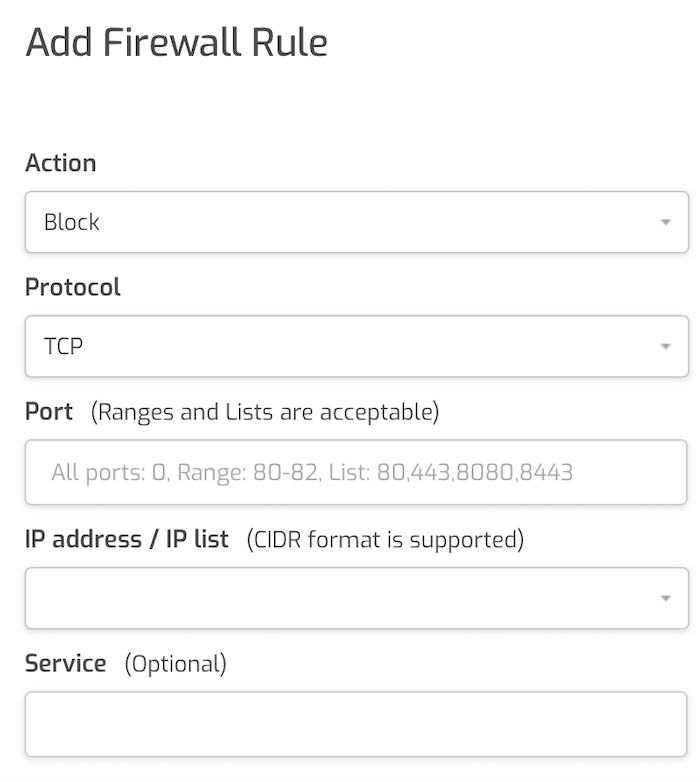 Add Firewall Rule
Action
Block
Protocol
TCP
Port (Ranges and Lists are acceptable)
All ports: 0, Range: 80-82, List: 80,443,8080,8443
IP address / IP list (CIDR format is supported)
Service (Optional)